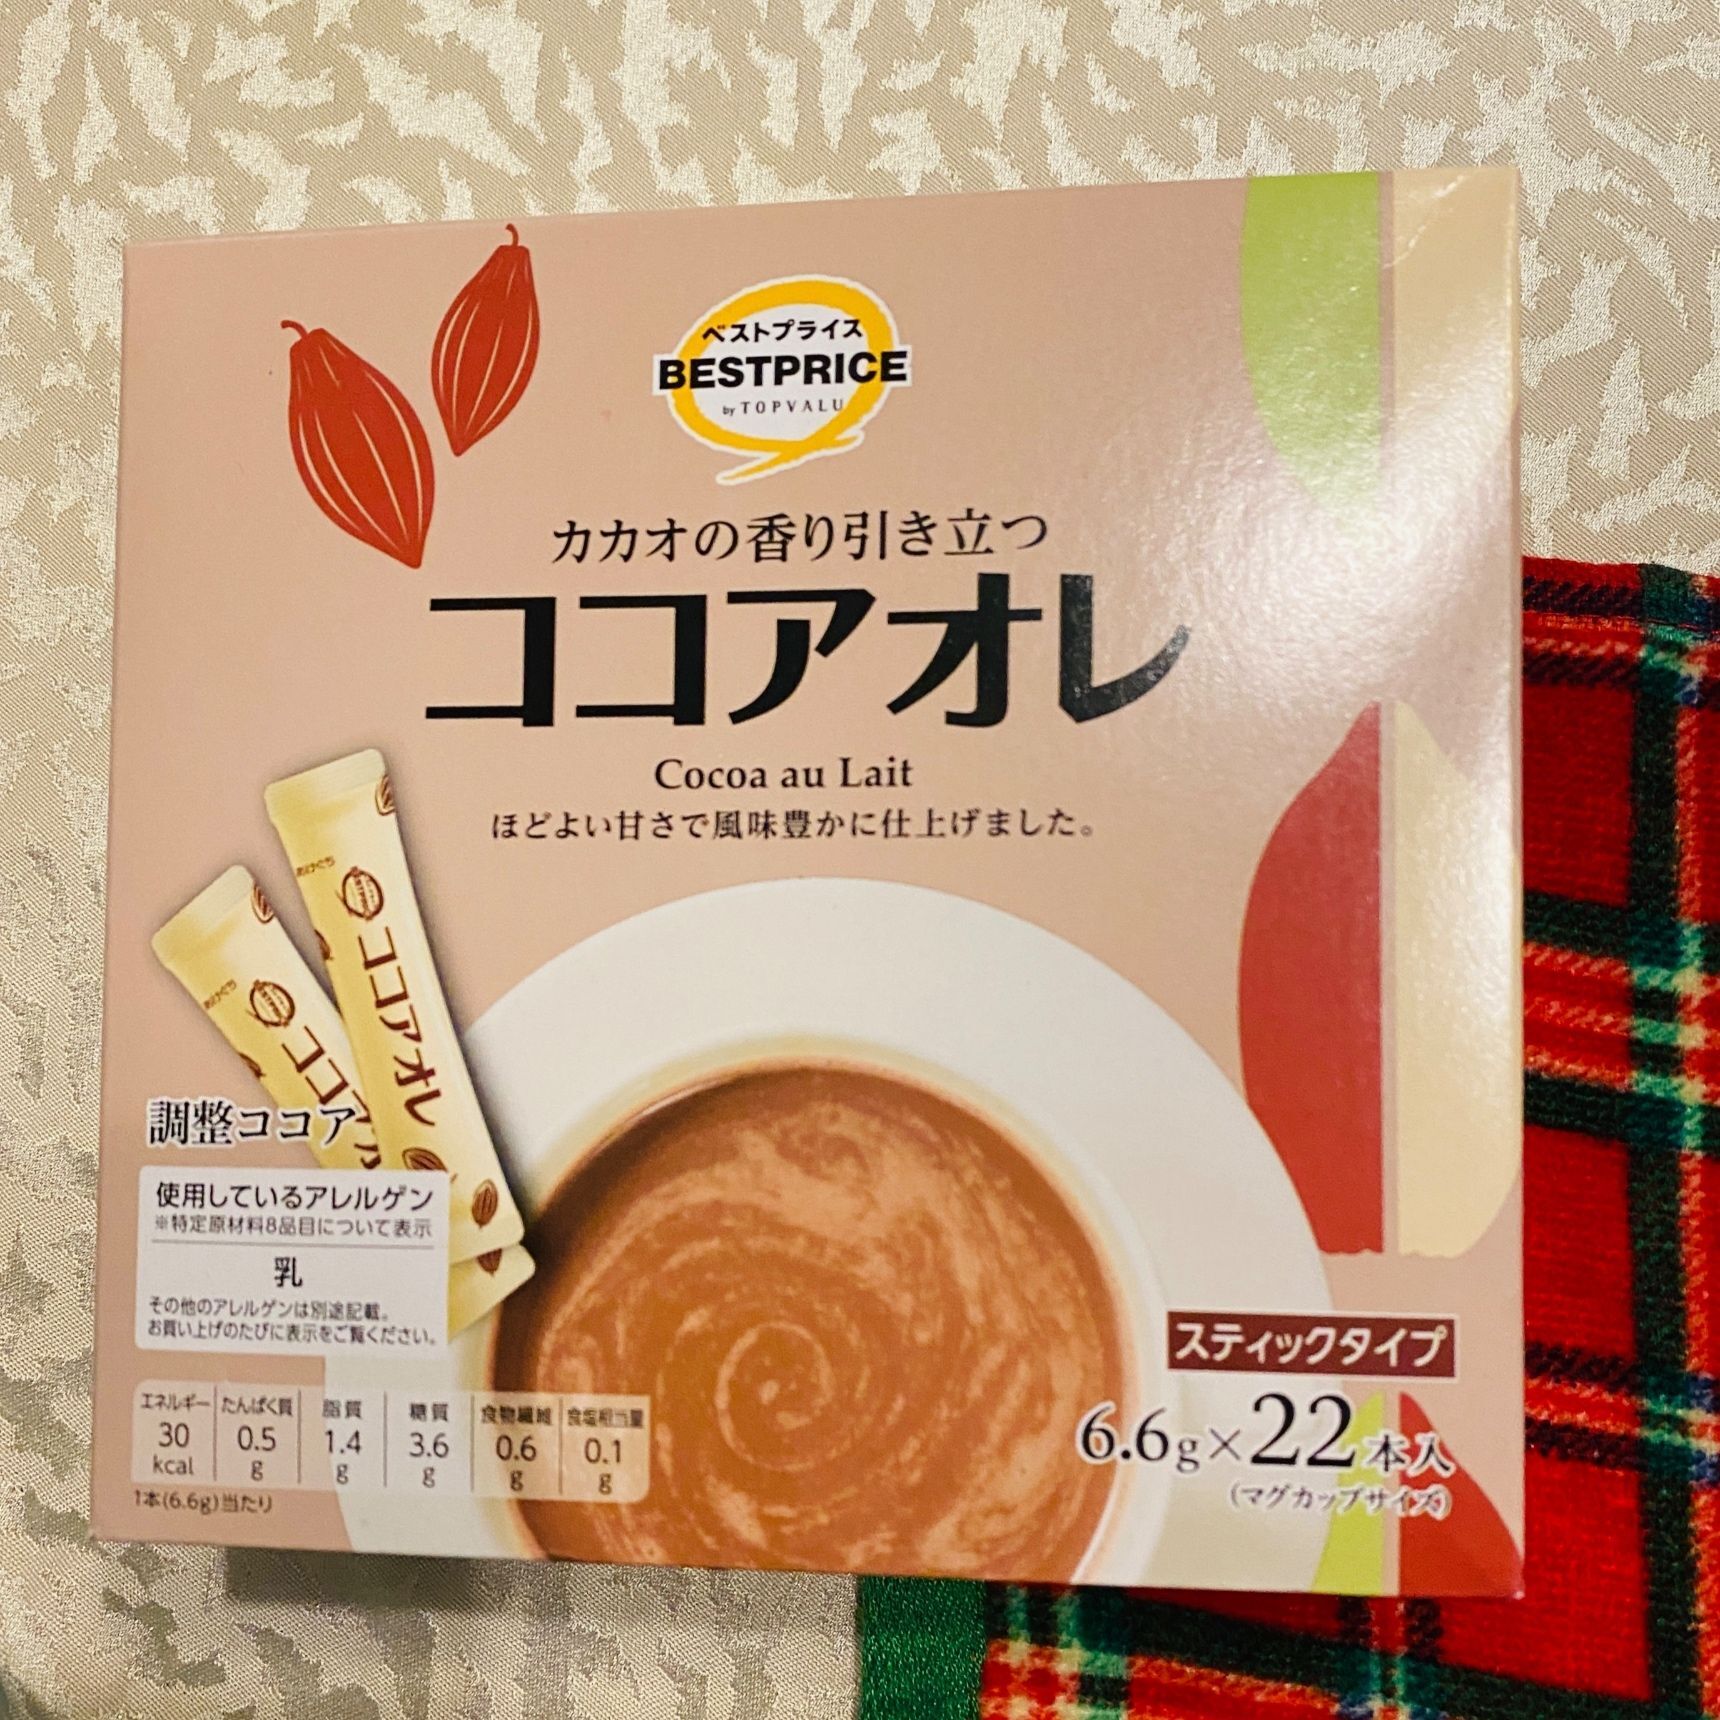 ベストプライス
BESTPRICE
by TOPVALU
カカオの香り引き立つ
ココアオレ
Cocoa au Lait
ほどよい甘さで風味豊かに仕上げました。
BESTPRICE
ココアオレ
BESTPRICE
調整ココア
使用しているアレルゲン
※特定原材料8品目について表示
乳
その他のアレルゲンは別途記載。
お買い上げのたびに表示をご覧ください。
エネルギー たんぱく質 脂質 糖質 食物繊維 食塩相当量
30 0.5 1.4 3.6 0.6 0.1
kcal g g g g g
1本(6.6g)当たり
スティックタイプ
6.6g×22本入
(マグカップサイズ)